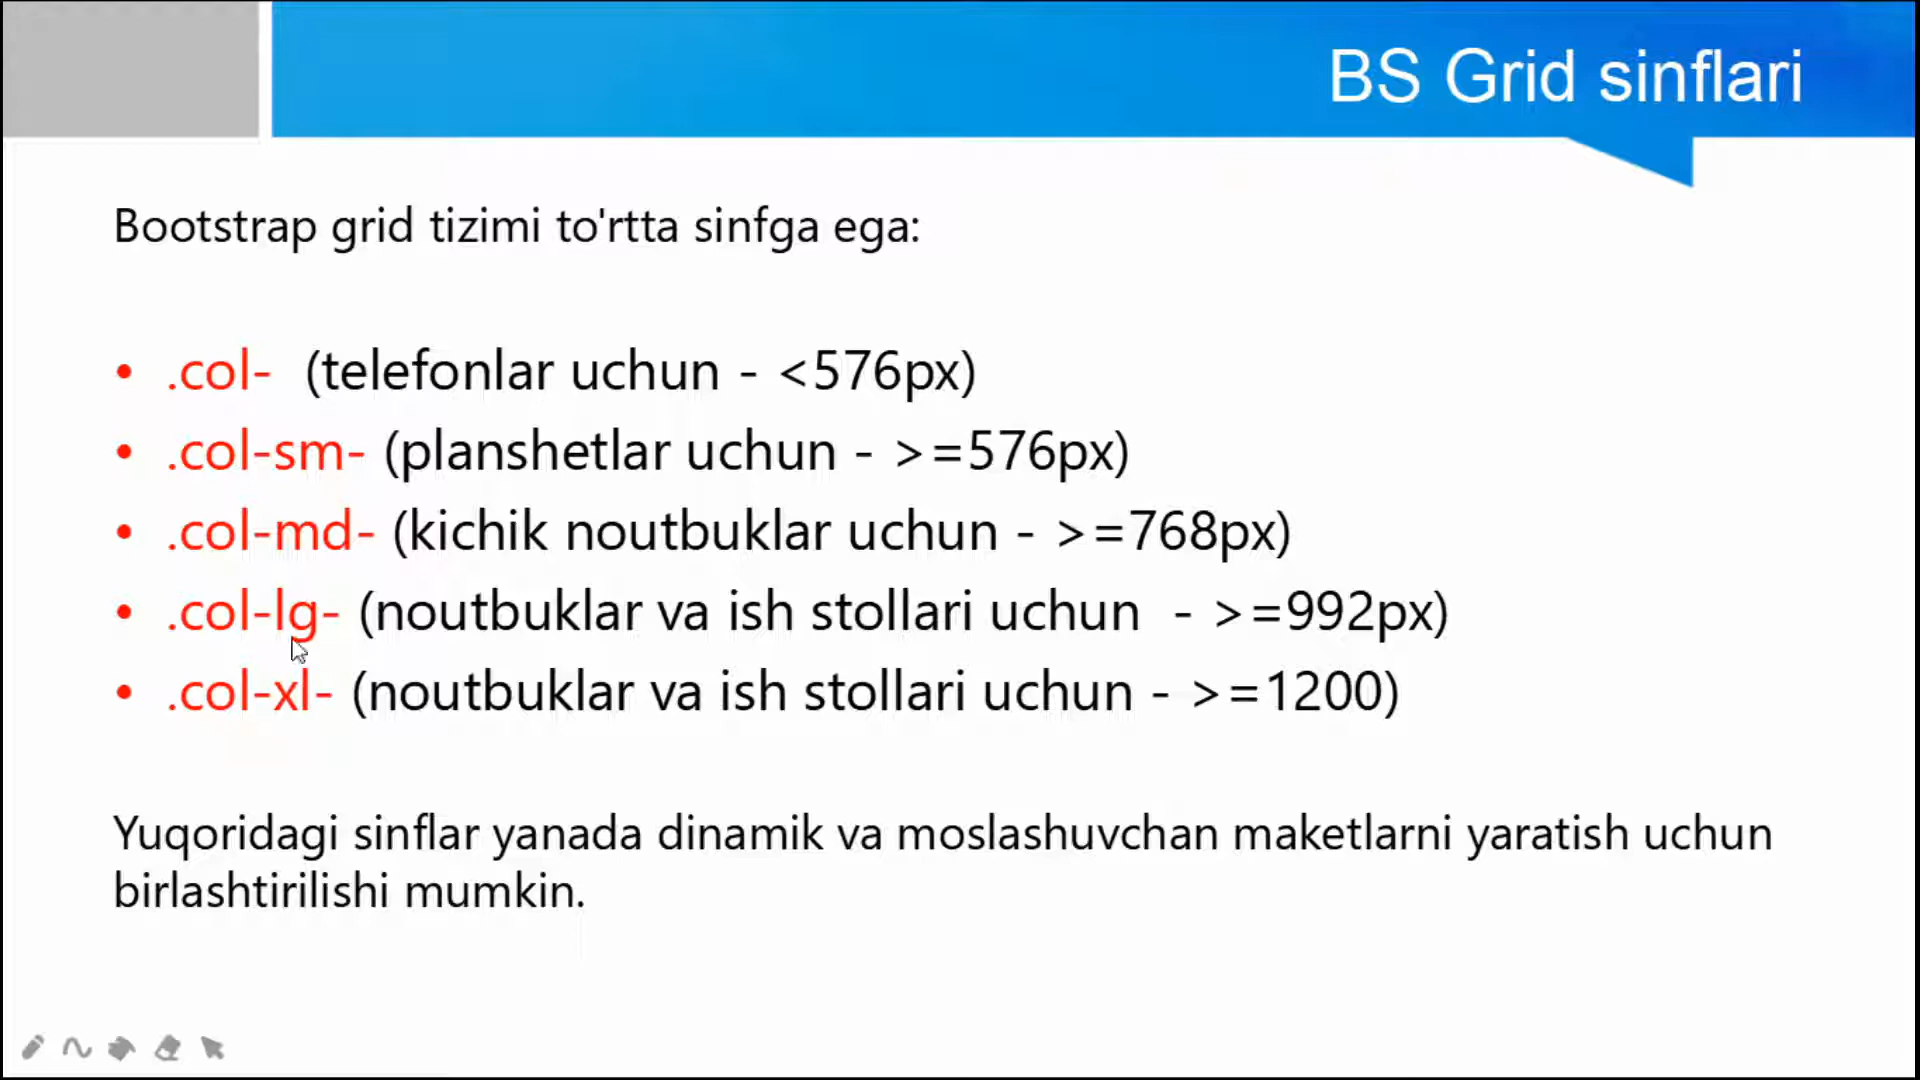 BS Grid sinflari
Bootstrap grid tizimi to'rtta sinfga ega:
• .col- (telefonlar uchun - <576px)
• .col-sm- (planshetlar uchun - >=576px)
• .col-md- (kichik noutbuklar uchun - >=768px)
• .col-lg- (noutbuklar va ish stollari uchun - >=992px)
• .col-xl- (noutbuklar va ish stollari uchun - >=1200)
Yuqoridagi sinflar yanada dinamik va moslashuvchan maketlarni yaratish uchun
birlashtirilishi mumkin.